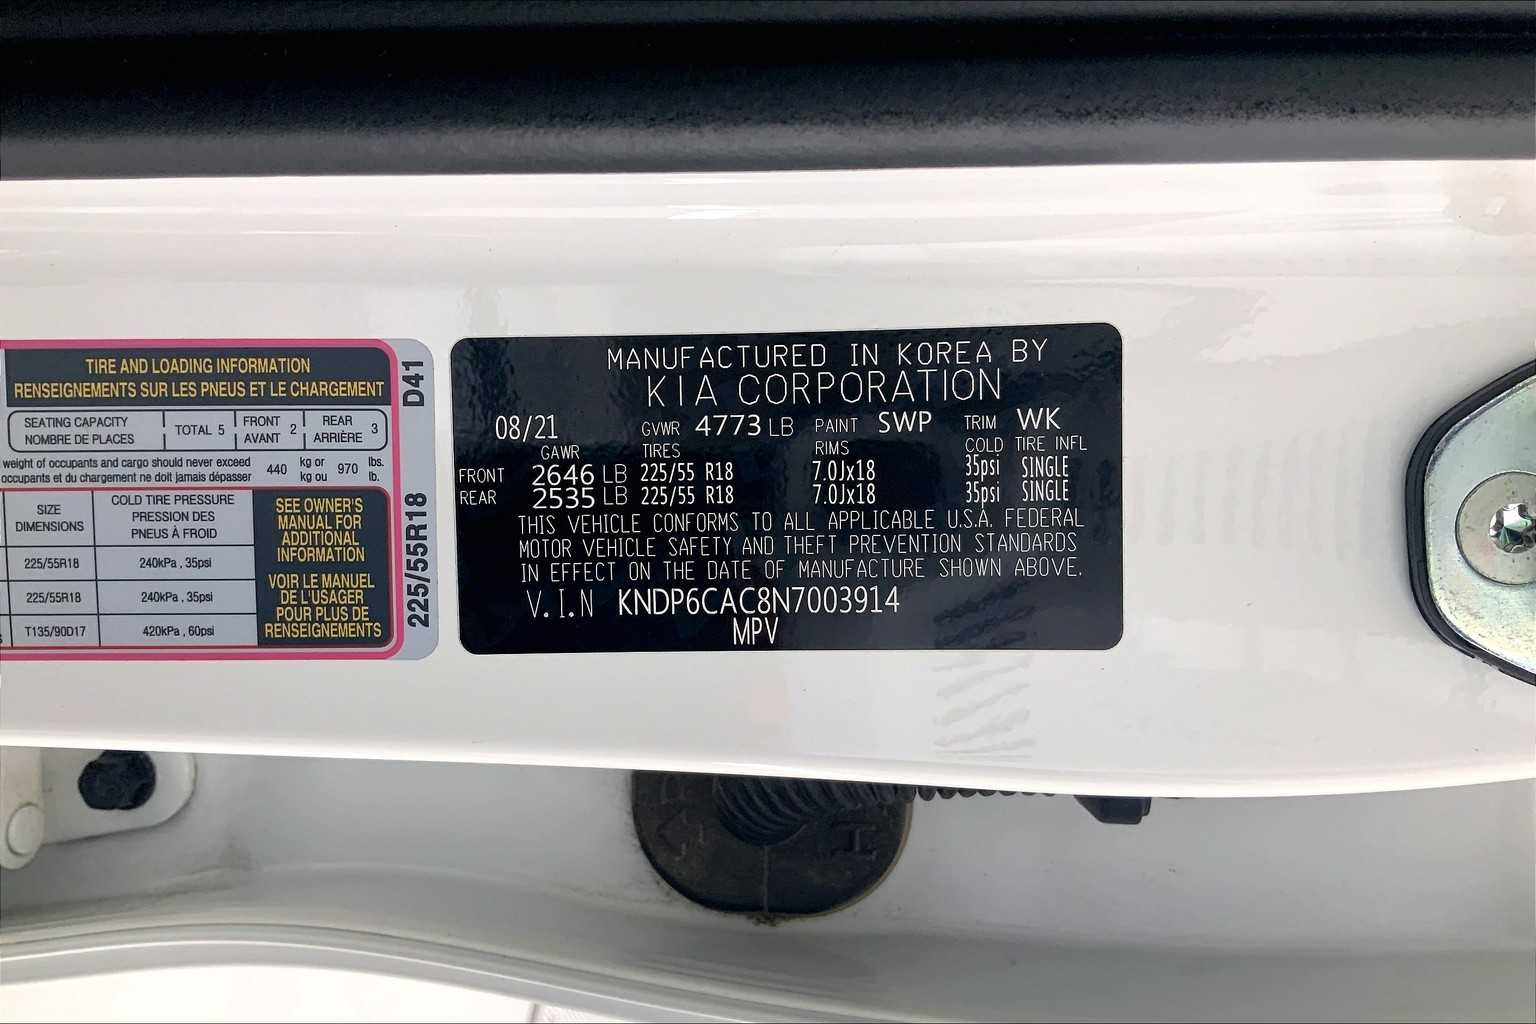 TIRE AND LOADING INFORMATION
RENSEIGNEMENTS SUR LES PNEUS ET LE CHARGEMENT
SEATING CAPACITY
NOMBRE DE PLACES
TOTAL 5
FRONT
AVANT 2
REAR
ARRIÈRE 3
weight of occupants and cargo should never exceed
occupants et du chargement ne doit jamais dépasser
440 kg or
kg ou
970 lbs.
lb.
SIZE
DIMENSIONS
COLD TIRE PRESSURE
PRESSION DES
PNEUS À FROID
225/55R18 240kPa , 35psi
225/55R18 240kPa , 35psi
T135/90D17 420kPa , 60psi
SEE OWNER'S
MANUAL FOR
ADDITIONAL
INFORMATION
VOIR LE MANUEL
DE L'USAGER
POUR PLUS DE
RENSEIGNEMENTS
225/55R18 D41
MANUFACTURED IN KOREA BY
KIA CORPORATION
08/21 GVWR 4773 LB PAINT SWP TRIM WK
GAWR TIRES RIMS COLD TIRE INFL
FRONT 2646 LB 225/55 R18 7.0Jx18 35psi SINGLE
REAR 2535 LB 225/55 R18 7.0Jx18 35psi SINGLE
THIS VEHICLE CONFORMS TO ALL APPLICABLE U.S.A. FEDERAL
MOTOR VEHICLE SAFETY AND THEFT PREVENTION STANDARDS
IN EFFECT ON THE DATE OF MANUFACTURE SHOWN ABOVE.
V.I.N KNDP6CAC8N7003914
MPV